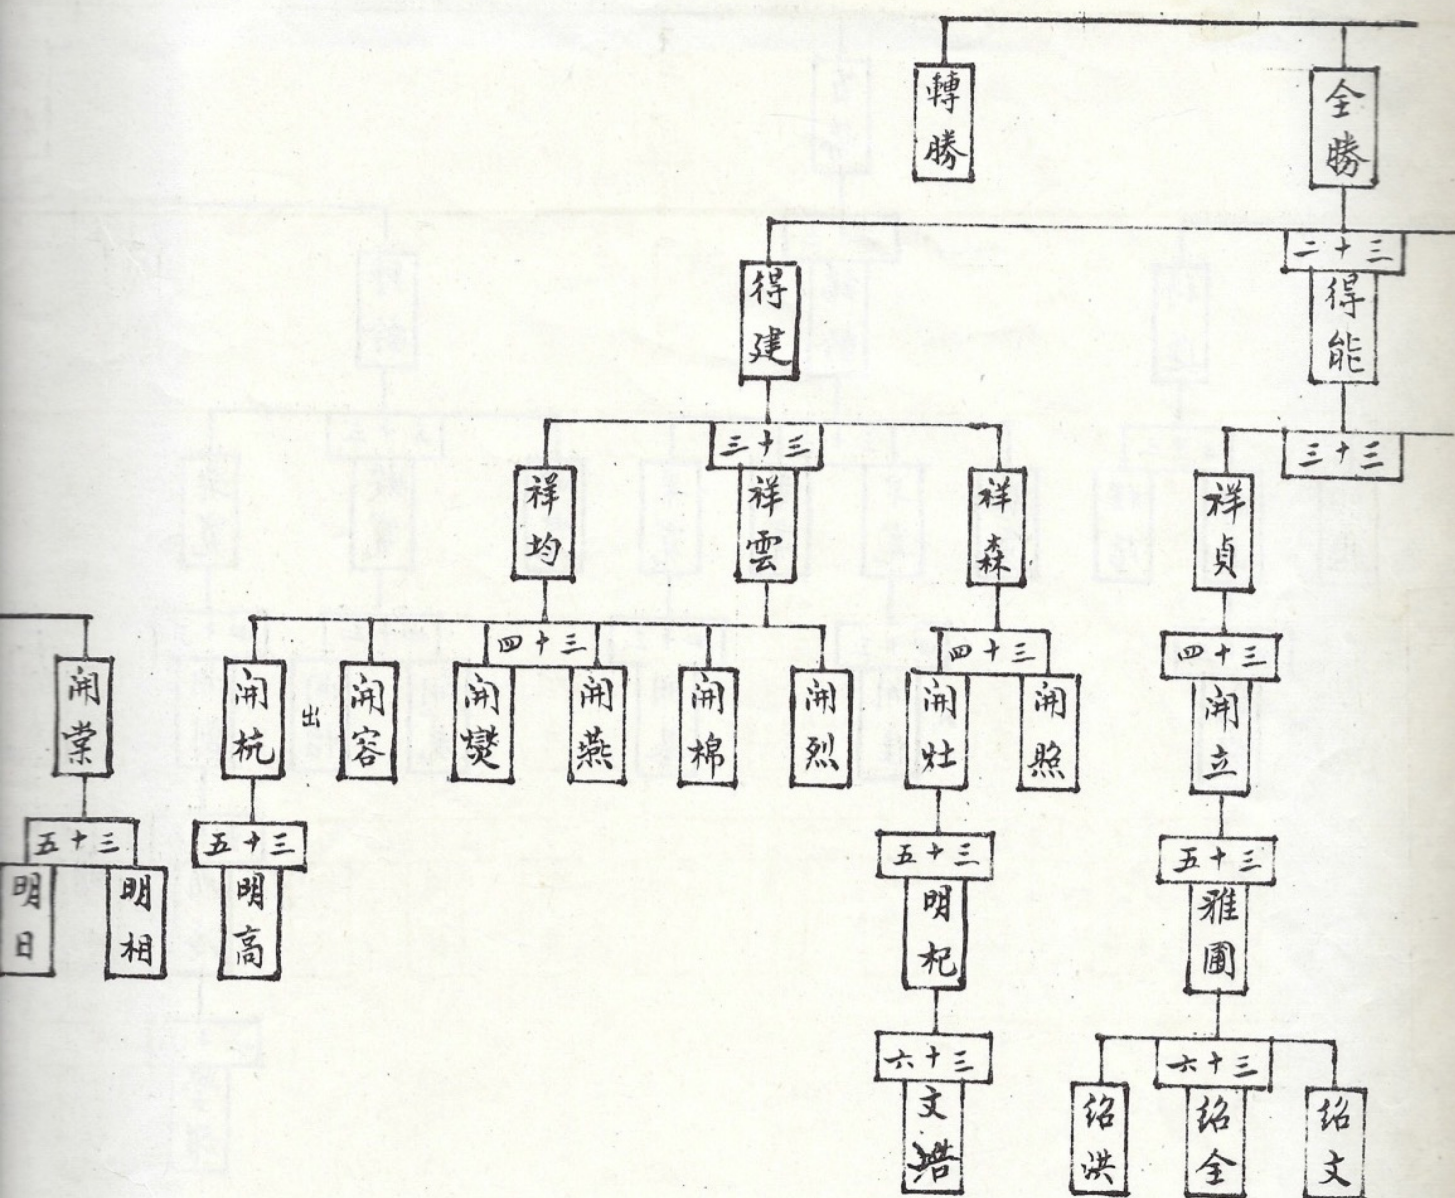 全勝
轉勝
三十二
得能
得建
三十三
三十三
祥貞
祥森
祥雲
祥均
三十四
三十四
三十四
開立
開照
開灶
開烈
開棉
開燕
開燮
開容
出
開杭
開棠
三十五
三十五
三十五
三十五
雅圃
明杞
明高
明相
明日
三十六
三十六
紹文
紹全
紹洪
文